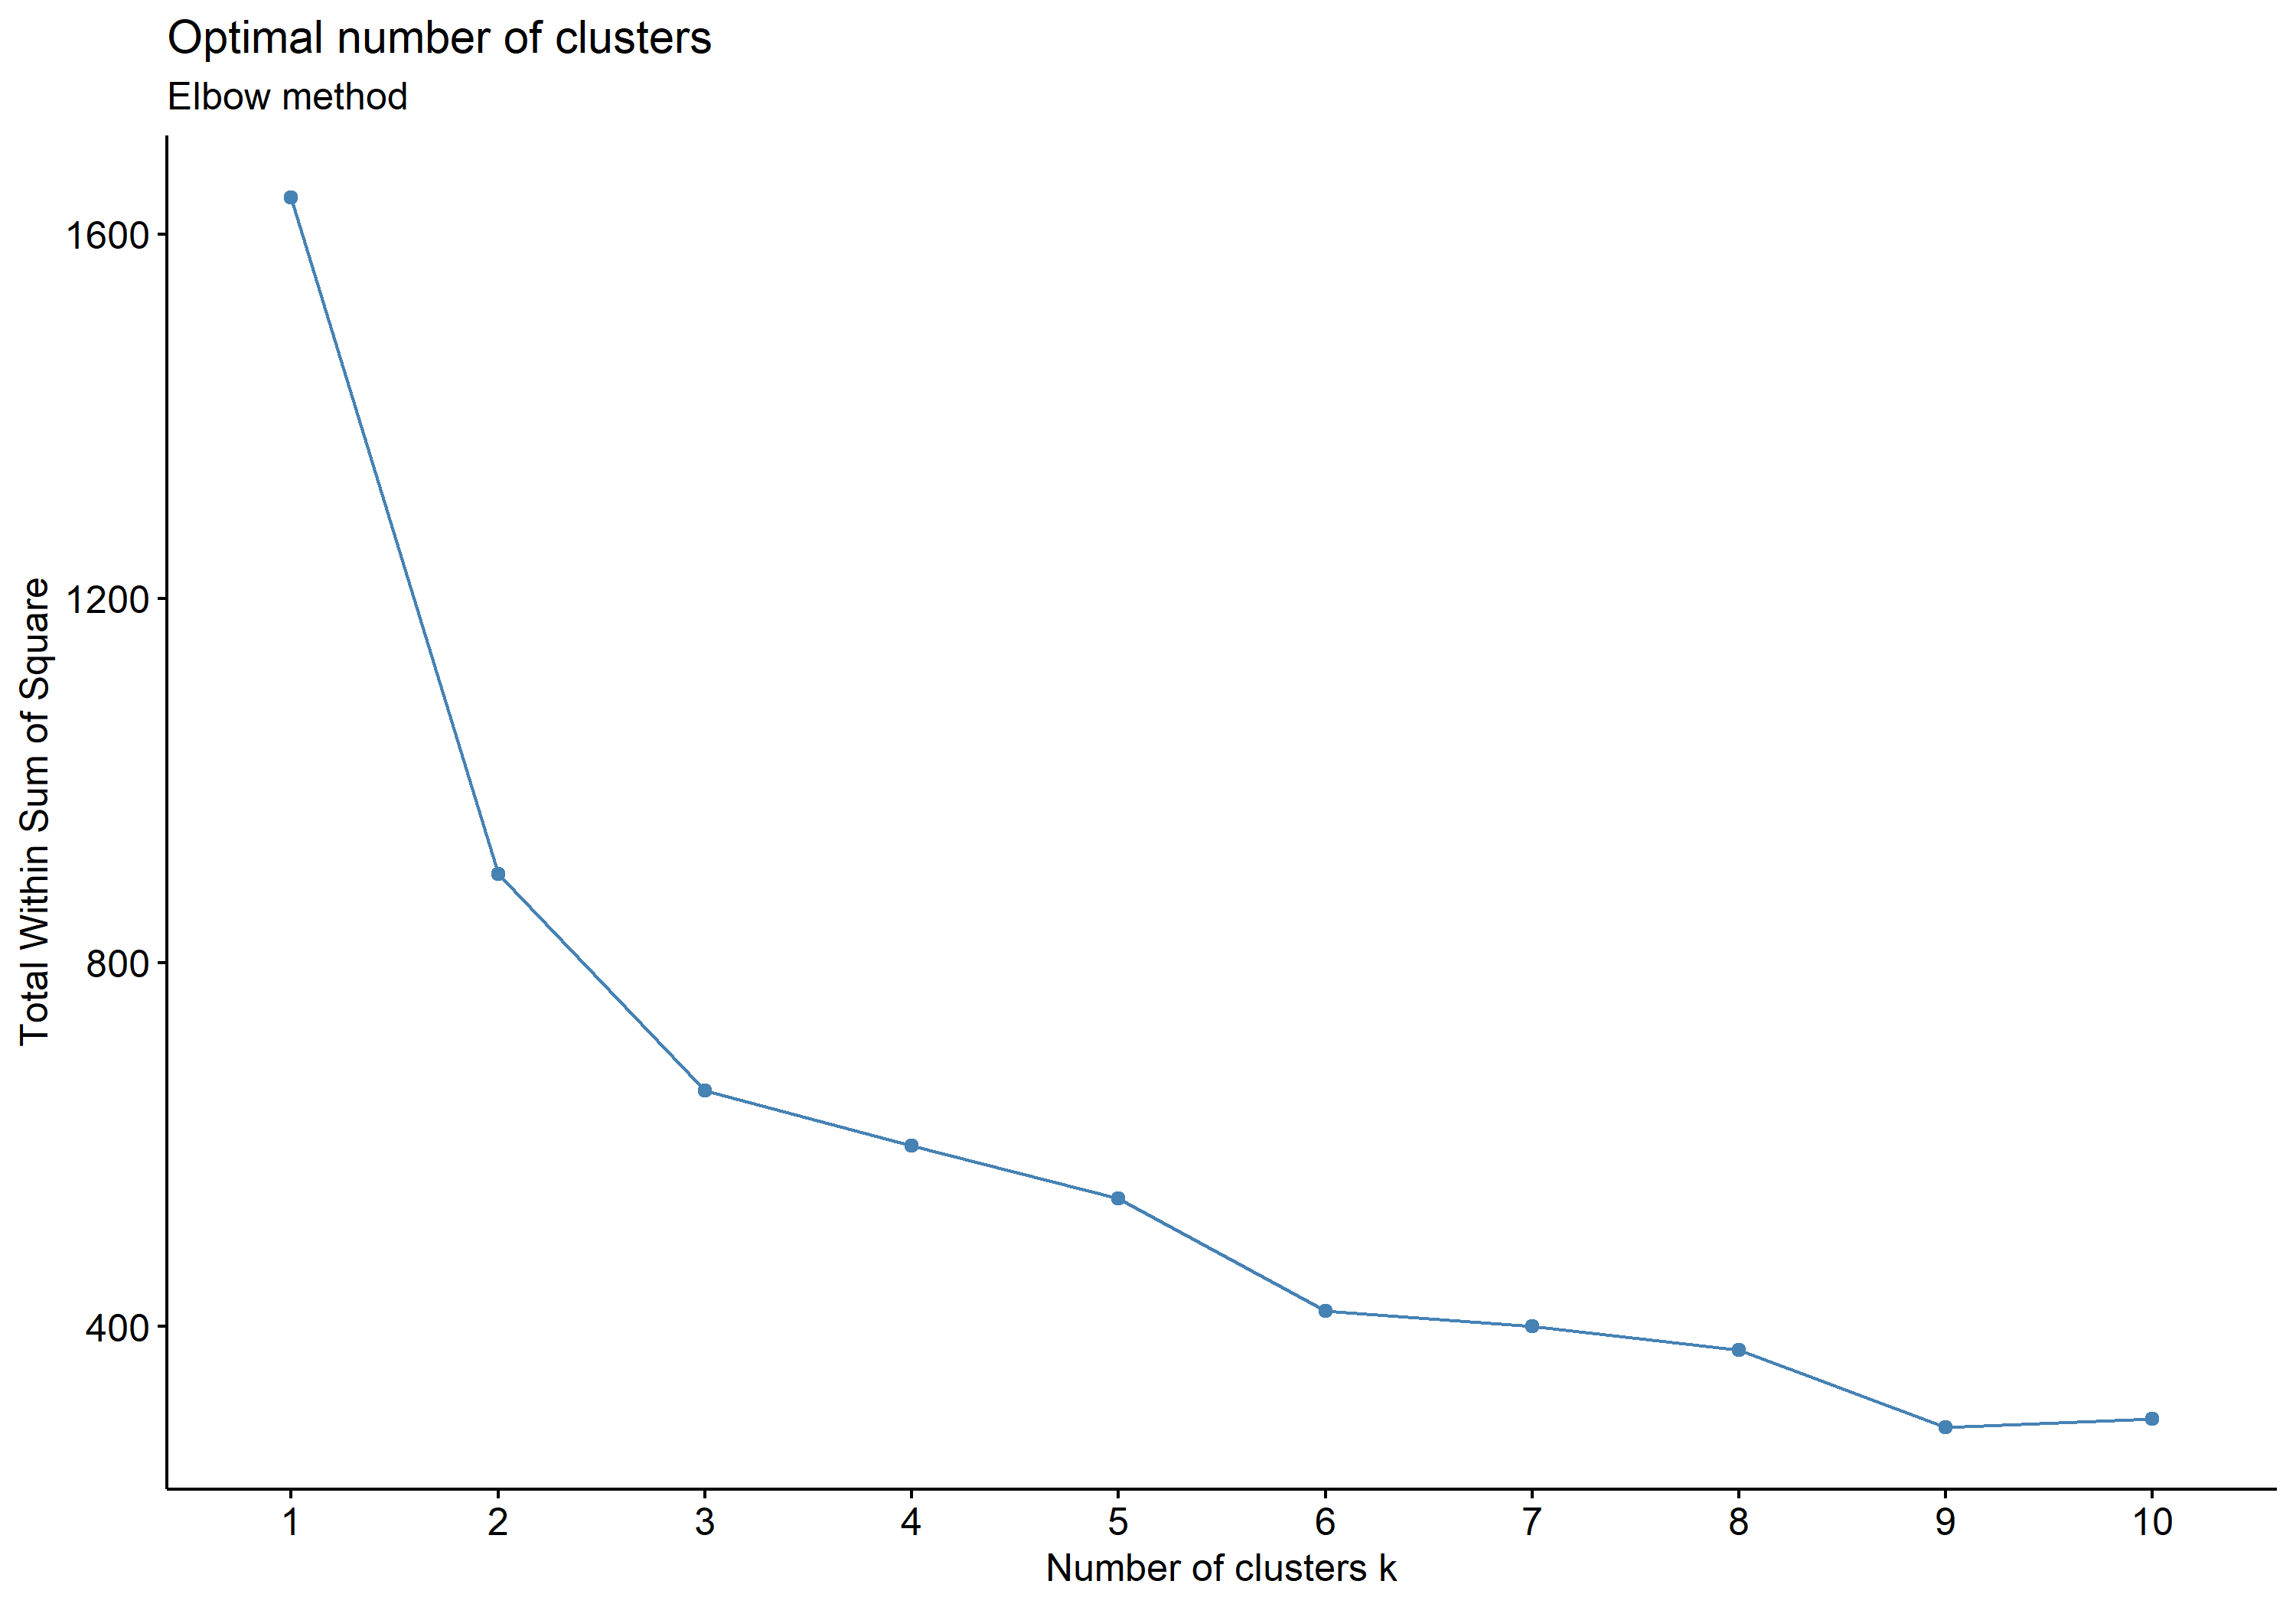 Optimal number of clusters
Elbow method
Total Within Sum of Square
1600
1200
800
400
1 2 3 4 5 6 7 8 9 10
Number of clusters k